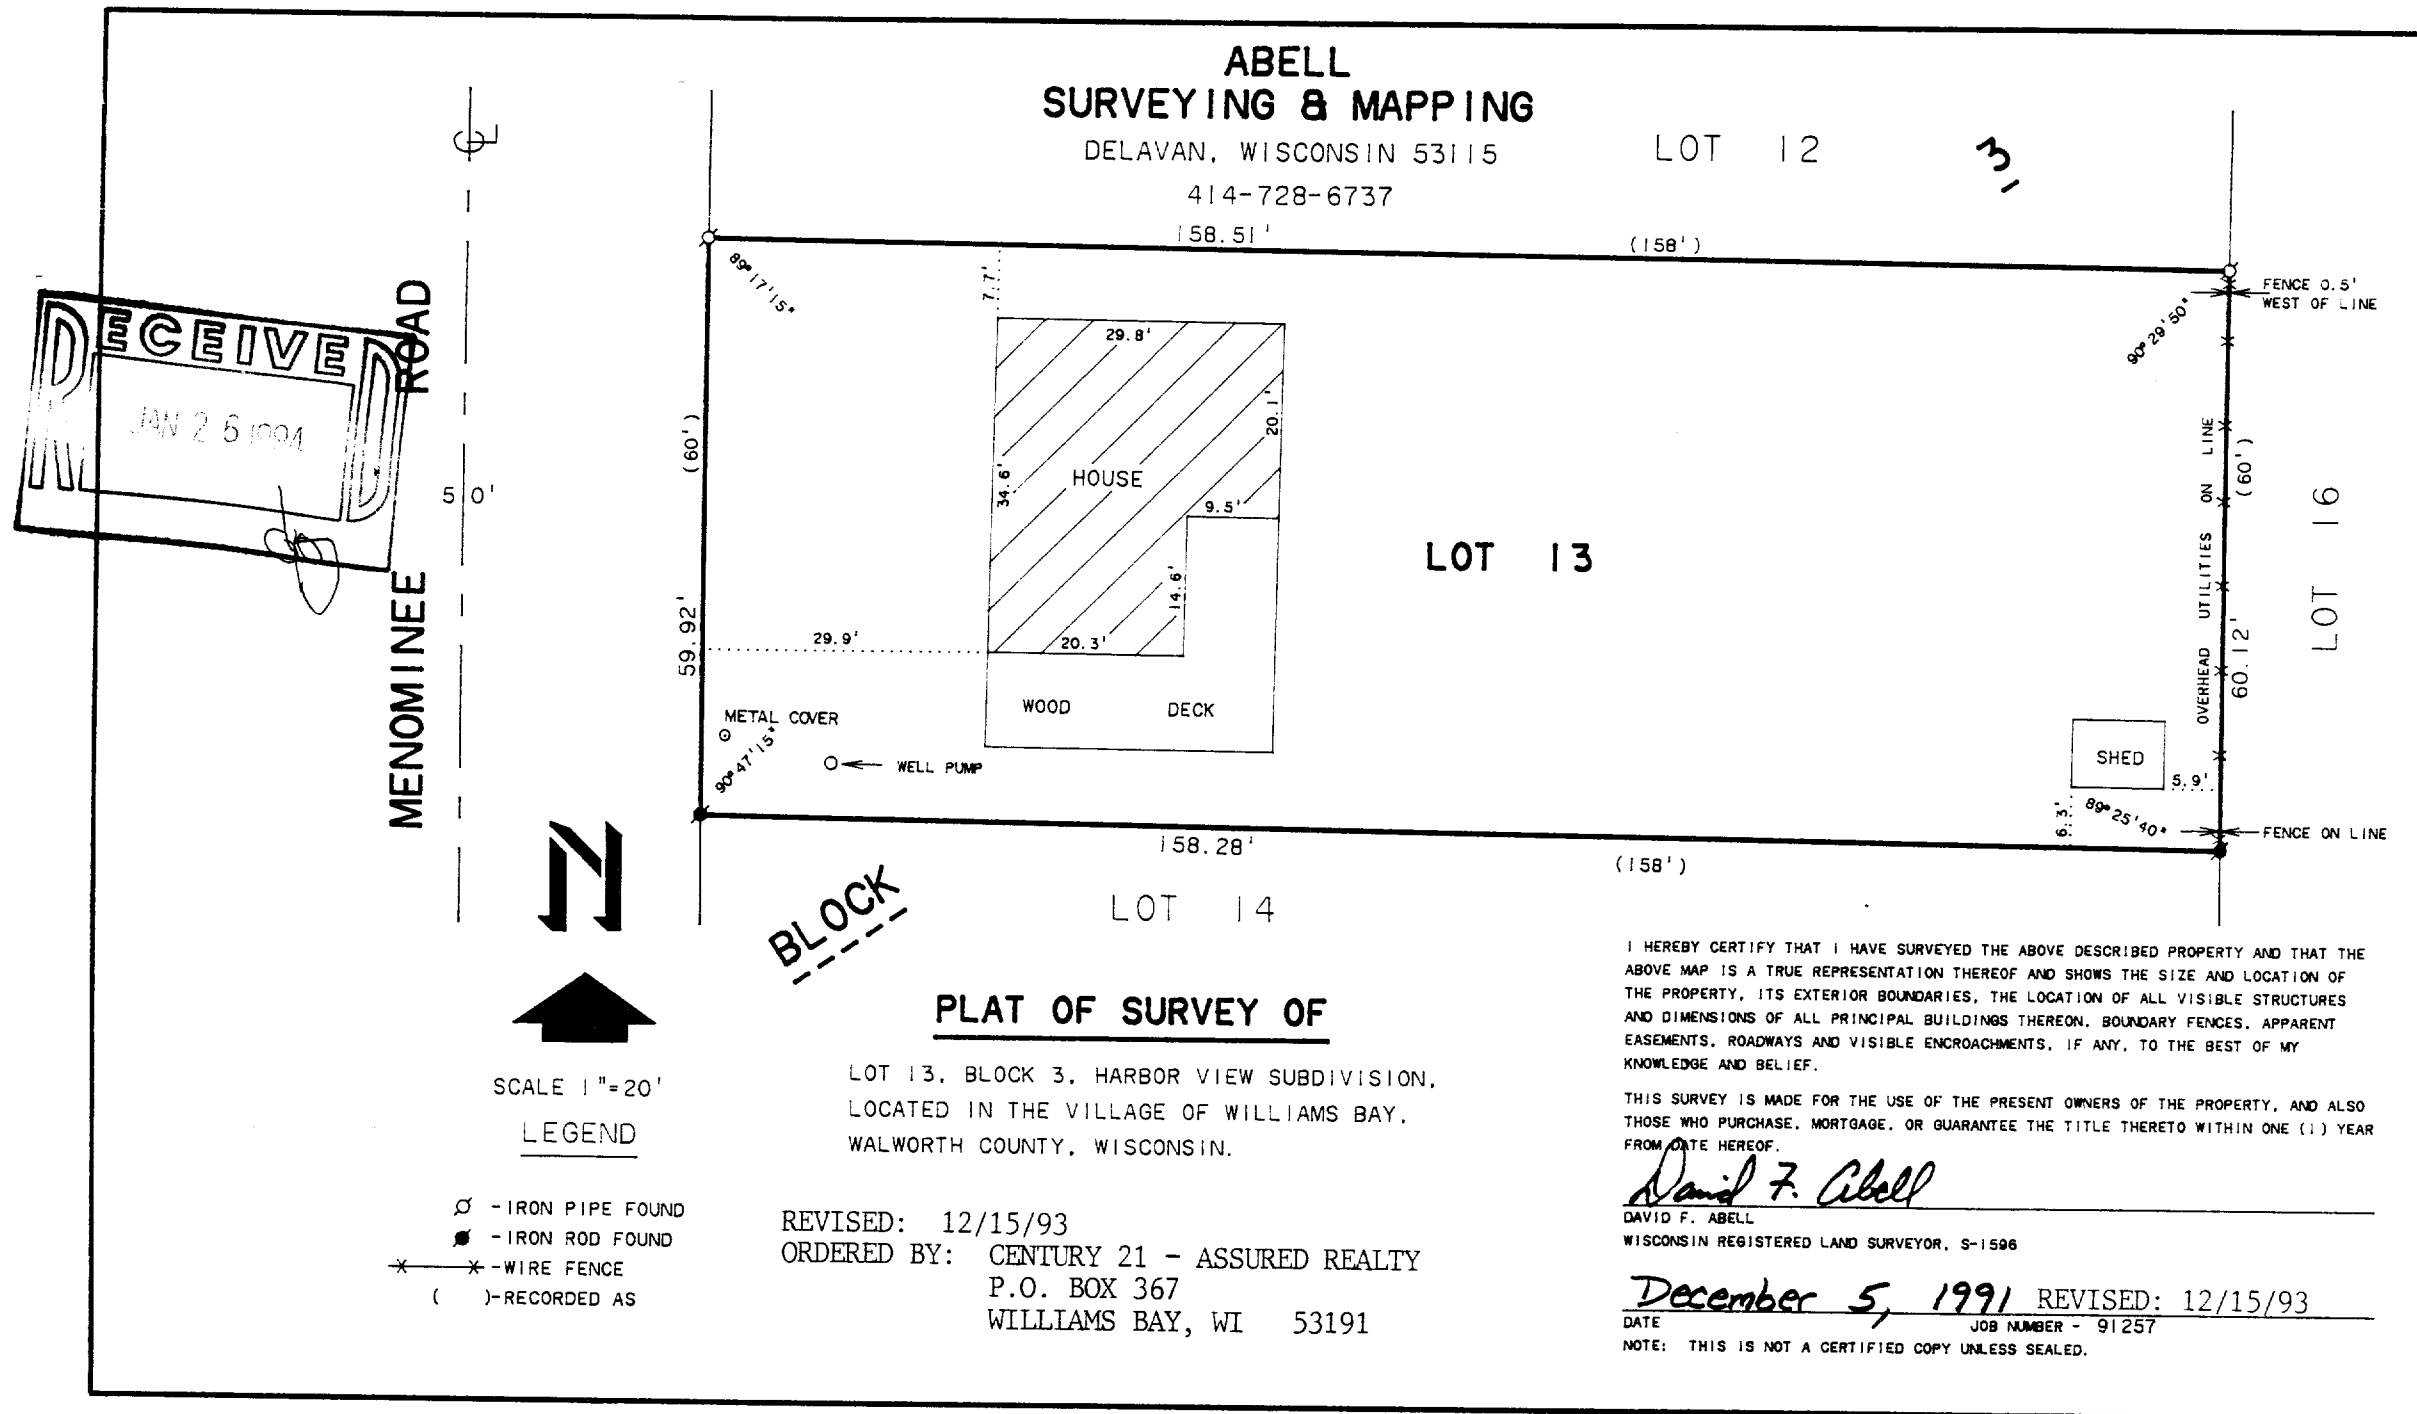 ABELL
SURVEYING & MAPPING
DELAVAN, WISCONSIN 53115
414-728-6737
LOT 12
3
158.51'
(158')
89°17'15"
7.7'
90°29'50"
FENCE 0.5'
WEST OF LINE
RECEIVED
JAN 26 1994
MENOMINEE ROAD
50'
(60')
59.92'
29.8'
20.1'
34.6'
HOUSE
9.5'
14.6'
20.3'
29.9'
LOT 13
OVERHEAD UTILITIES ON LINE
(60')
60.12'
LOT 16
WOOD DECK
METAL COVER
90°47'15"
WELL PUMP
SHED
5.9'
6.3'
89°25'40"
FENCE ON LINE
158.28'
(158')
BLOCK
LOT 14
N
SCALE 1"=20'
LEGEND
-IRON PIPE FOUND
-IRON ROD FOUND
-WIRE FENCE
( )-RECORDED AS
PLAT OF SURVEY OF
LOT 13, BLOCK 3, HARBOR VIEW SUBDIVISION,
LOCATED IN THE VILLAGE OF WILLIAMS BAY,
WALWORTH COUNTY, WISCONSIN.
REVISED: 12/15/93
ORDERED BY: CENTURY 21 - ASSURED REALTY
P.O. BOX 367
WILLIAMS BAY, WI 53191
I HEREBY CERTIFY THAT I HAVE SURVEYED THE ABOVE DESCRIBED PROPERTY AND THAT THE
ABOVE MAP IS A TRUE REPRESENTATION THEREOF AND SHOWS THE SIZE AND LOCATION OF
THE PROPERTY, ITS EXTERIOR BOUNDARIES, THE LOCATION OF ALL VISIBLE STRUCTURES
AND DIMENSIONS OF ALL PRINCIPAL BUILDINGS THEREON, BOUNDARY FENCES, APPARENT
EASEMENTS, ROADWAYS AND VISIBLE ENCROACHMENTS, IF ANY, TO THE BEST OF MY
KNOWLEDGE AND BELIEF.
THIS SURVEY IS MADE FOR THE USE OF THE PRESENT OWNERS OF THE PROPERTY, AND ALSO
THOSE WHO PURCHASE, MORTGAGE, OR GUARANTEE THE TITLE THERETO WITHIN ONE (1) YEAR
FROM DATE HEREOF.
David F. Abell
DAVID F. ABELL
WISCONSIN REGISTERED LAND SURVEYOR, S-1596
December 5, 1991 REVISED: 12/15/93
DATE JOB NUMBER - 91257
NOTE: THIS IS NOT A CERTIFIED COPY UNLESS SEALED.